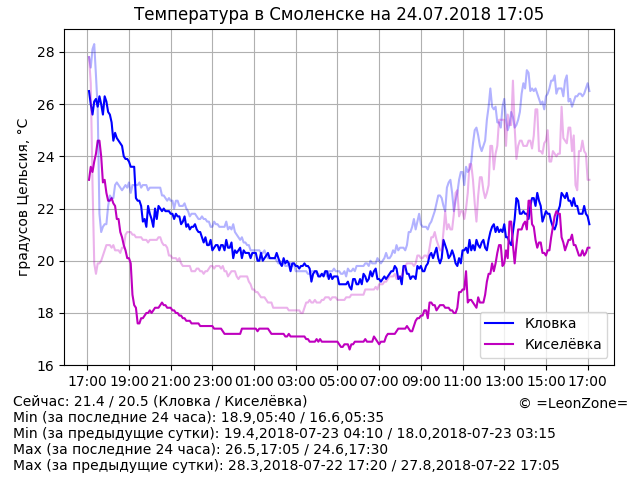 Температура в Смоленске на 24.07.2018 17:05
градусов Цельсия, °C
28
26
24
22
20
18
16
17:00 19:00 21:00 23:00 01:00 03:00 05:00 07:00 09:00 11:00 13:00 15:00 17:00
Кловка
Киселёвка
Сейчас: 21.4 / 20.5 (Кловка / Киселёвка)
© =LeonZone=
Min (за последние 24 часа): 18.9,05:40 / 16.6,05:35
Min (за предыдущие сутки): 19.4,2018-07-23 04:10 / 18.0,2018-07-23 03:15
Max (за последние 24 часа): 26.5,17:05 / 24.6,17:30
Max (за предыдущие сутки): 28.3,2018-07-22 17:20 / 27.8,2018-07-22 17:05